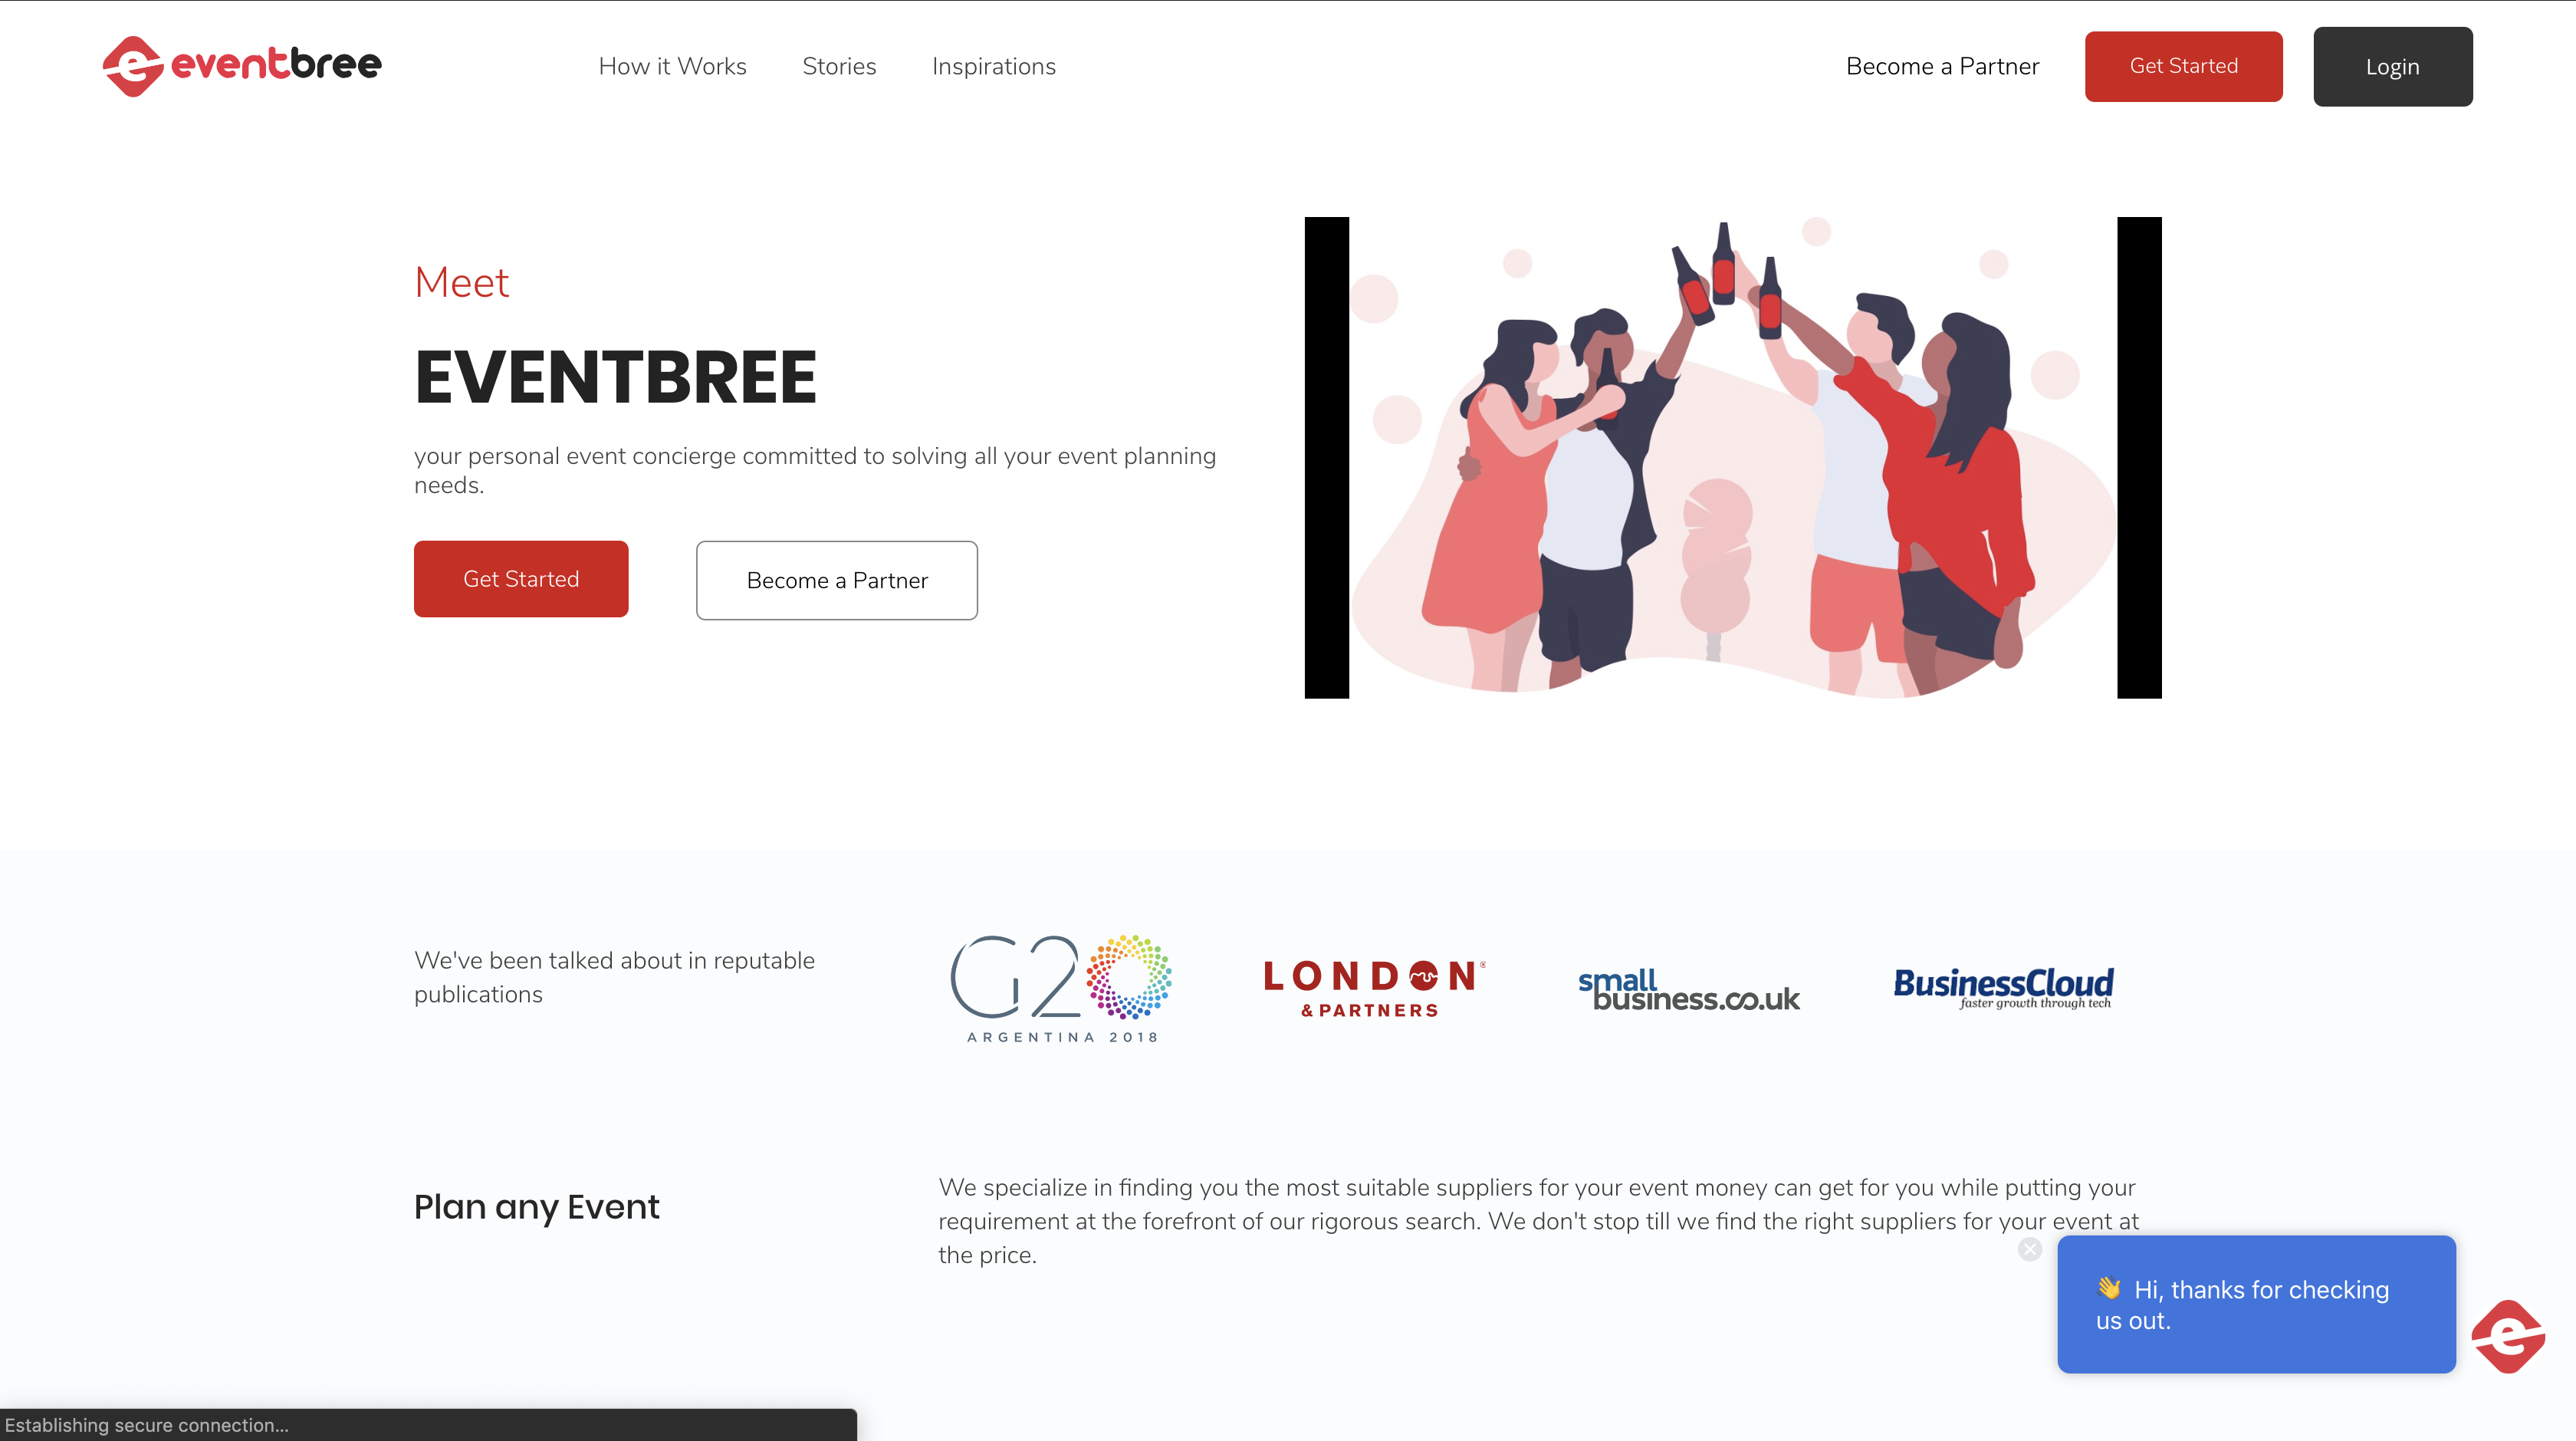 eventbree
How it Works
Stories
Inspirations
Become a Partner
Get Started
Login
Meet
EVENTBREE
your personal event concierge committed to solving all your event planning
needs.
Get Started
Become a Partner
We've been talked about in reputable
publications
G20
ARGENTINA 2018
LONDON
& PARTNERS
small
business.co.uk
BusinessCloud
faster growth through tech
Plan any Event
We specialize in finding you the most suitable suppliers for your event money can get for you while putting your
requirement at the forefront of our rigorous search. We don't stop till we find the right suppliers for your event at
the price.
👋 Hi, thanks for checking
us out.
e
Establishing secure connection...